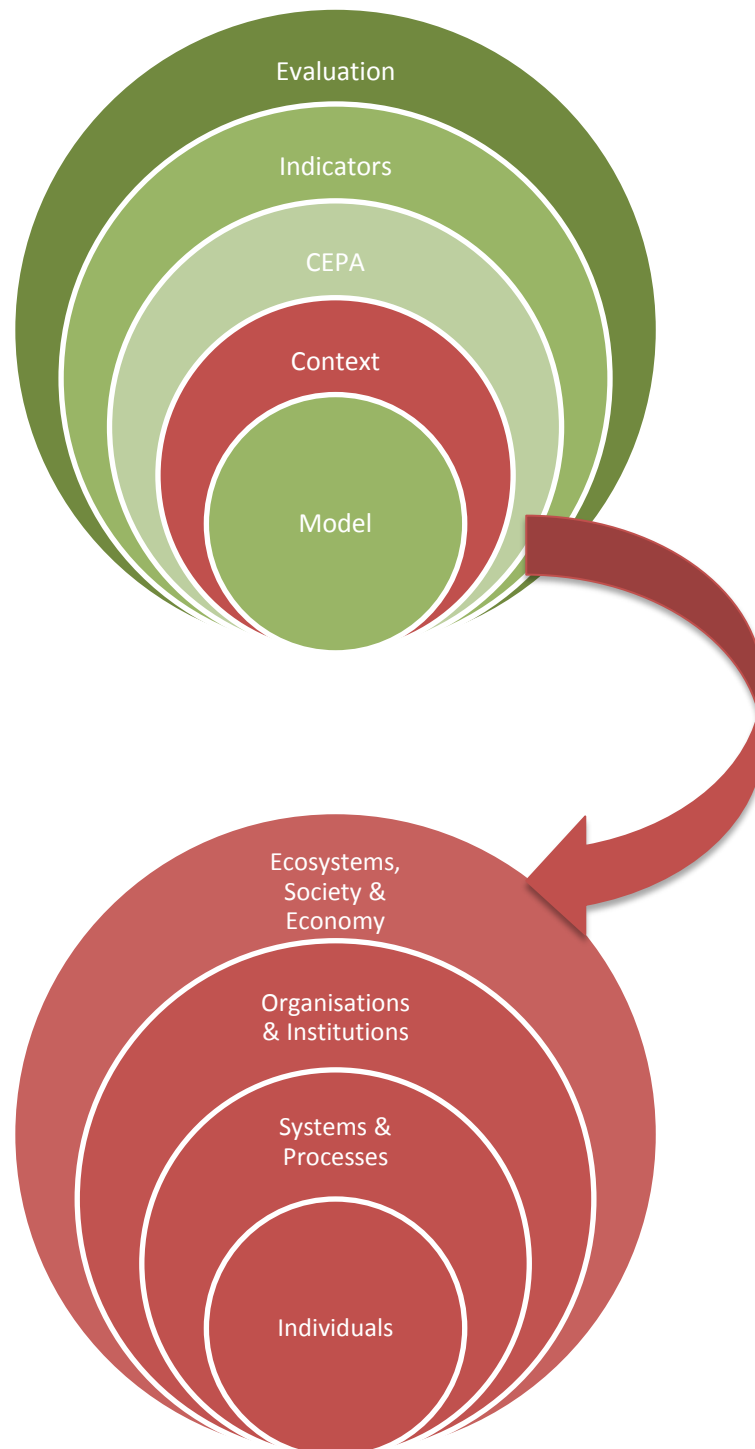 Evaluation
Indicators
CEPA
Context
Model
Ecosystems,
Society &
Economy
Organisations
& Institutions
Systems &
Processes
Individuals